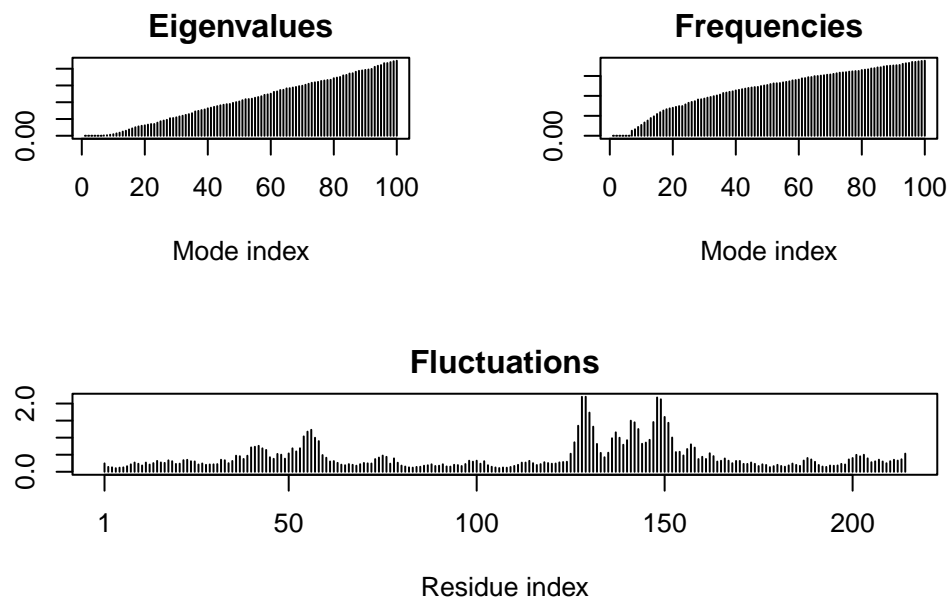 Eigenvalues
0.00
0 20 40 60 80 100
Mode index
Frequencies
0.00
0 20 40 60 80 100
Mode index
Fluctuations
2.0
0.0
1 50 100 150 200
Residue index